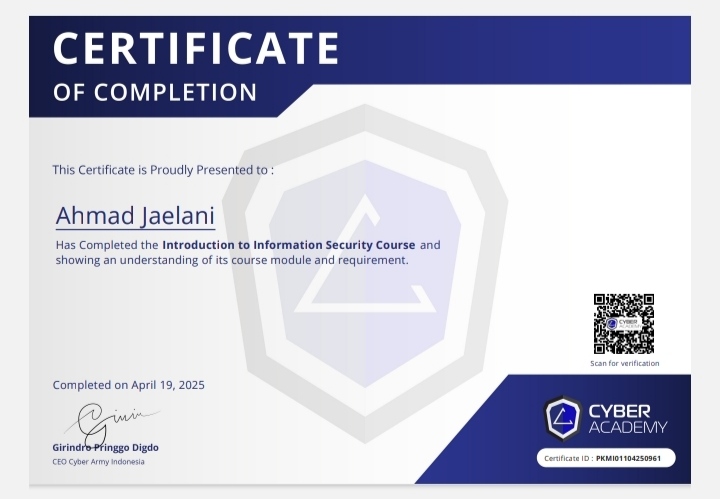 CERTIFICATE
OF COMPLETION
This Certificate is Proudly Presented to :
Ahmad Jaelani
Has Completed the Introduction to Information Security Course and
showing an understanding of its course module and requirement.
CYBER
ACADEMY
Scan for verification
Completed on April 19, 2025
Girindro Pringgo Digdo
CEO Cyber Army Indonesia
CYBER
ACADEMY
Certificate ID : PKMI01104250961